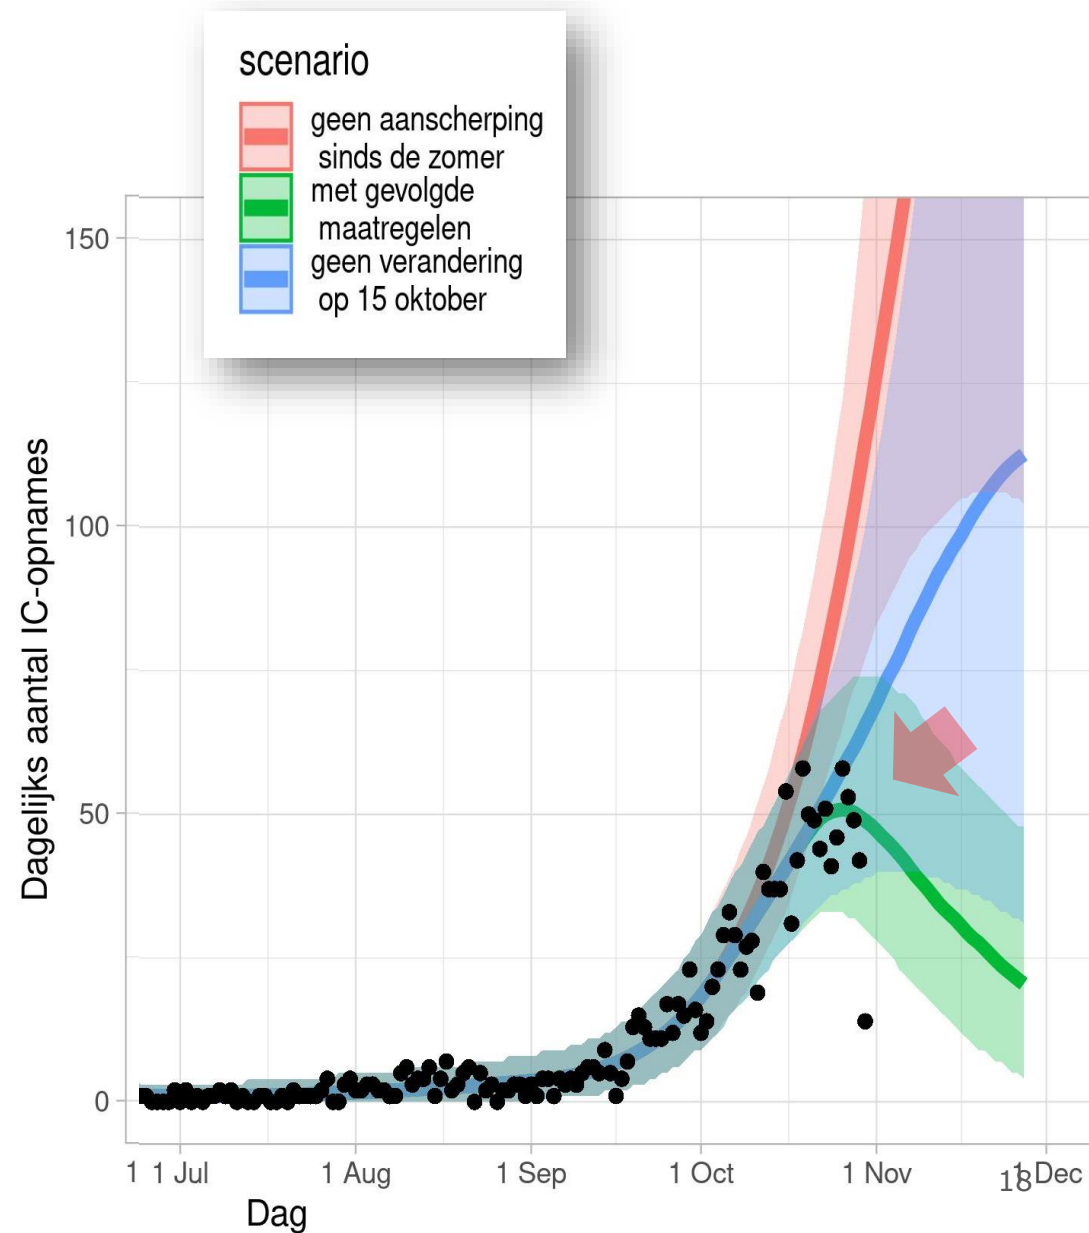 scenario
geen aanscherping
sinds de zomer
met gevolgde
maatregelen
geen verandering
op 15 oktober
150
100
50
0
Dagelijks aantal IC-opnames
1 1 Jul 1 Aug 1 Sep 1 Oct 1 Nov 1 Dec
18
Dag